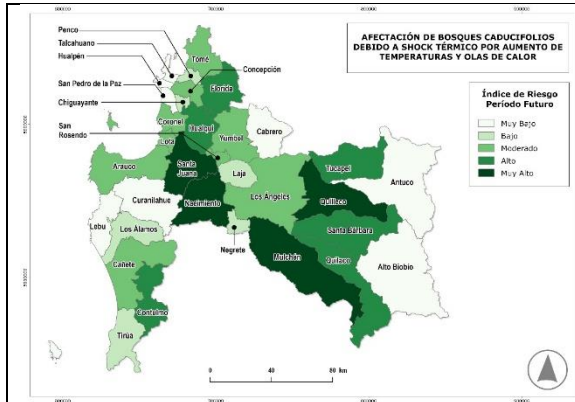 AFECTACIÓN DE BOSQUES CADUCIFOLIOS
DEBIDO A SHOCK TÉRMICO POR AUMENTO DE
TEMPERATURAS Y OLAS DE CALOR
Índice de Riesgo
Período Futuro
Muy Bajo
Bajo
Moderado
Alto
Muy Alto
Penco
Talcahuano
Hualpén
San Pedro de la Paz
Chiguayante
San
Rosendo
Tomé
Concepción
Florida
Coronel
Hualqui
Lota
Yumbel
Cabrero
Arauco
Santa
Juana
Laja
Tucapel
Antuco
Curanilahue
Nacimiento
Los Ángeles
Quilleco
Lebu
Los Álamos
Negrete
Santa Bárbara
Cañete
Mulchén
Quilaco
Alto Biobío
Contulmo
Tirúa
0 20 40 80 km